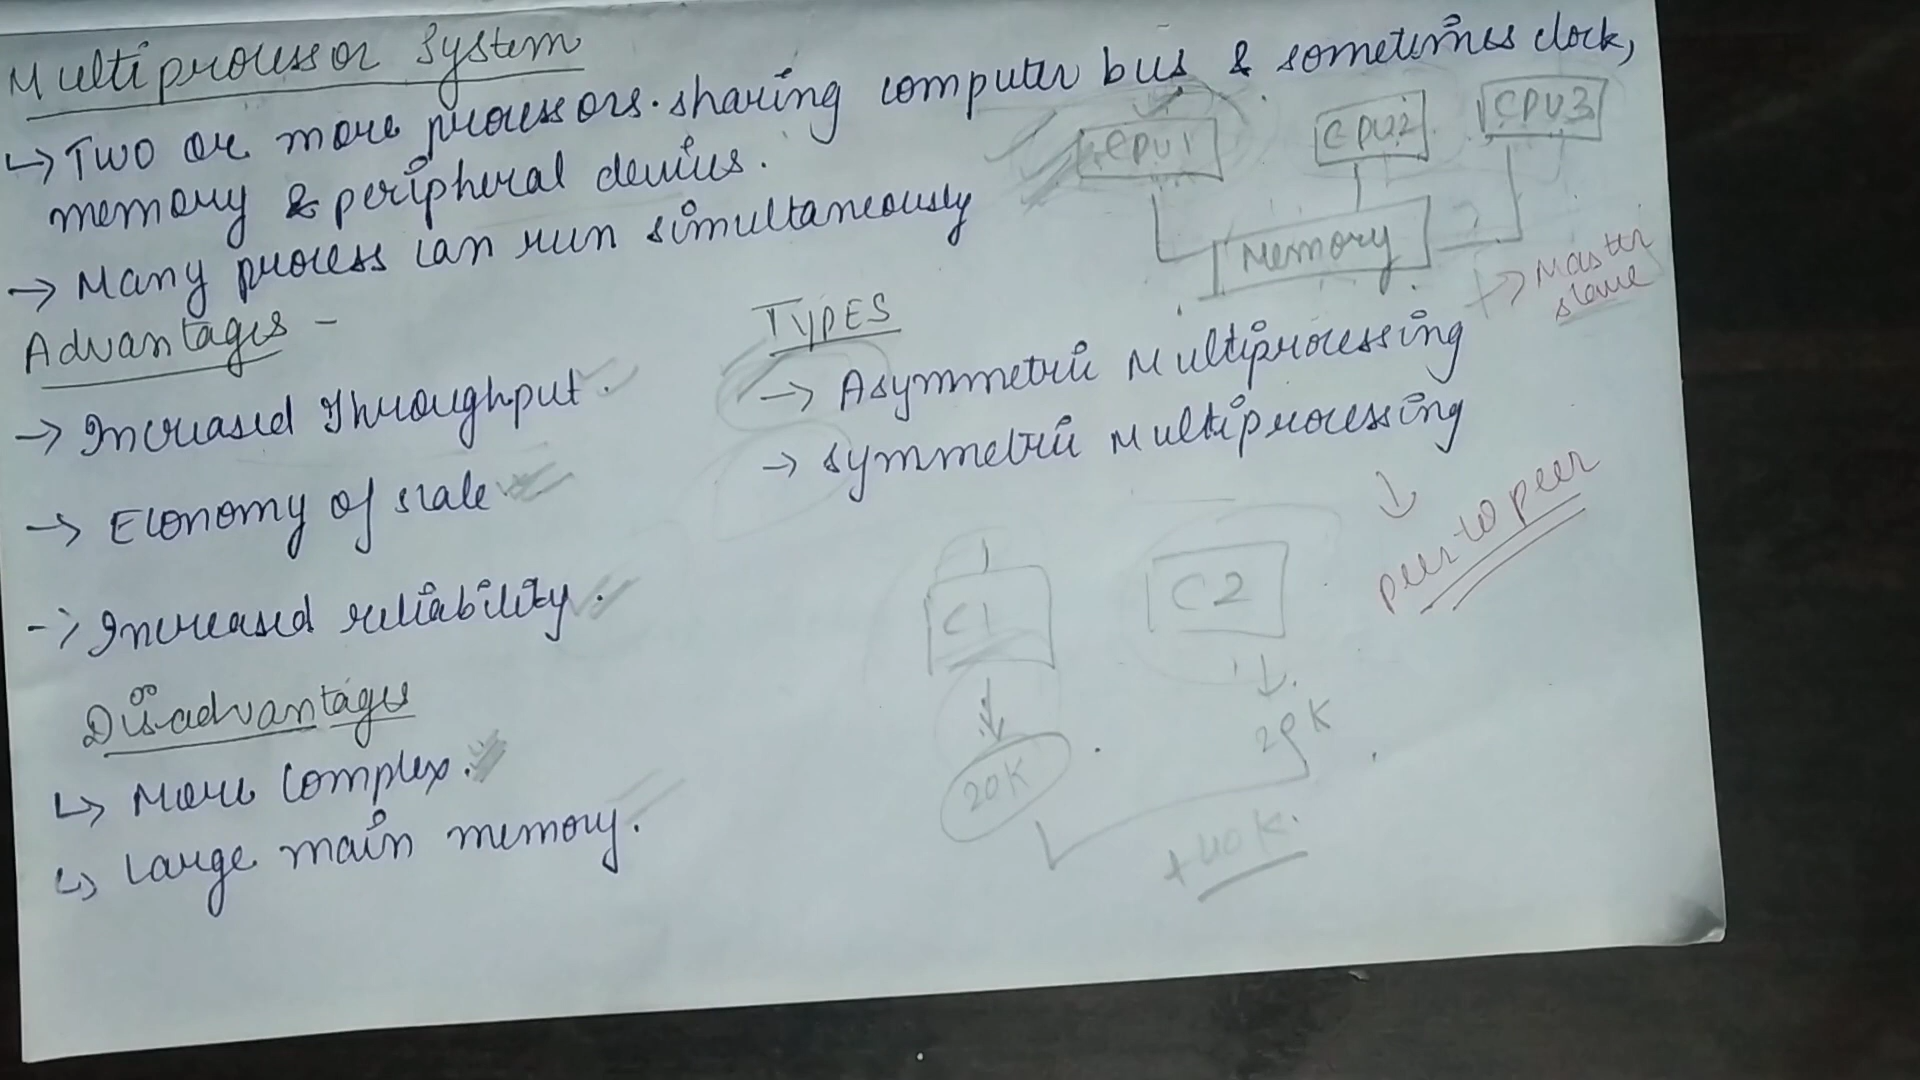 Multiprocessor System
↳ Two or more processors. sharing computer bus & sometimes clock,
memory & peripheral devices.
→ Many process can run simultaneously
CPU1
CPU2
CPU3
Memory
Advantages -
→ Increased throughput.
→ Economy of scale
→ Increased reliability.
Disadvantages
↳ More Complex.
↳ Large main memory.
TYPES
→ Asymmetric Multiprocessing
→ Master
slave
→ Symmetric Multiprocessing
↓
peer to peer
C1
C2
20K
20K
+40K.